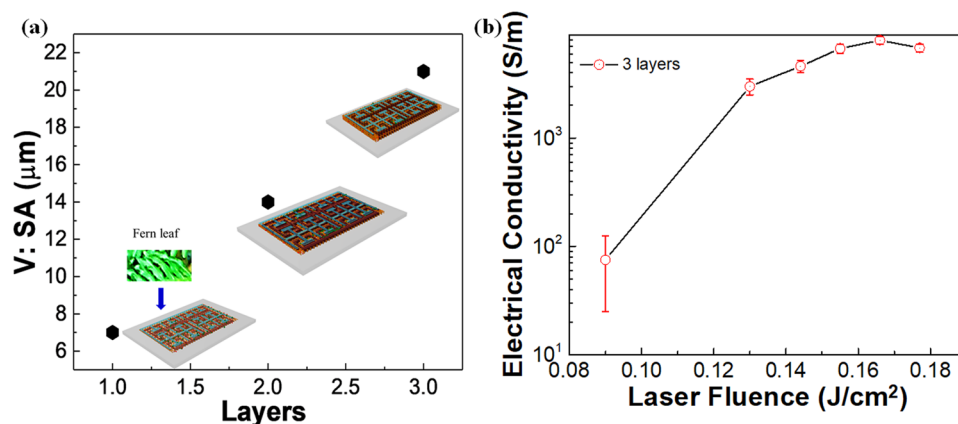 (a)
V: SA (μm)
22
20
18
16
14
12
10
8
6
Fern leaf
1.0 1.5 2.0 2.5 3.0
Layers
(b)
Electrical Conductivity (S/m)
3 layers
10³
10²
10¹
0.08 0.10 0.12 0.14 0.16 0.18
Laser Fluence (J/cm²)